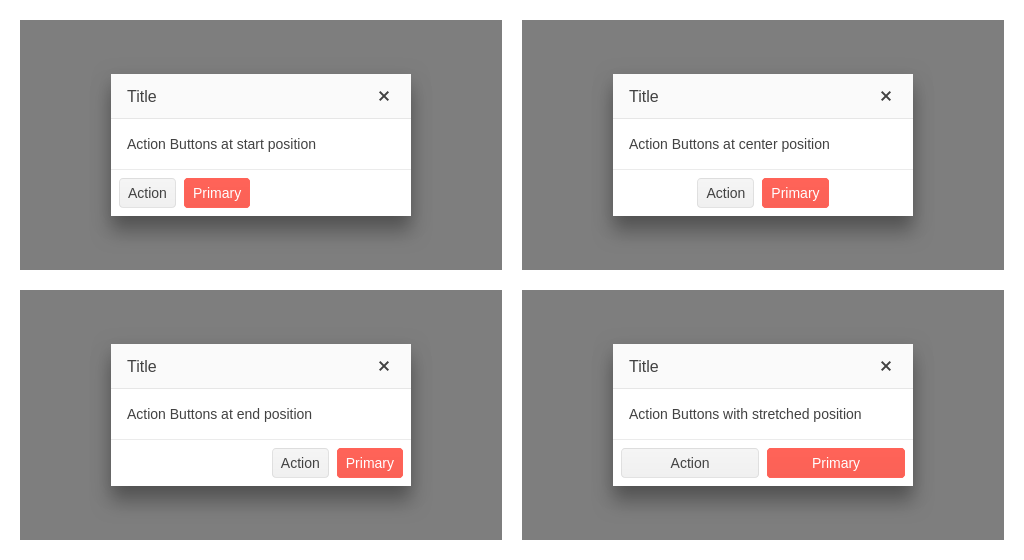 Title
Action Buttons at start position
Action Primary
Title
Action Buttons at center position
Action Primary
Title
Action Buttons at end position
Action Primary
Title
Action Buttons with stretched position
Action Primary